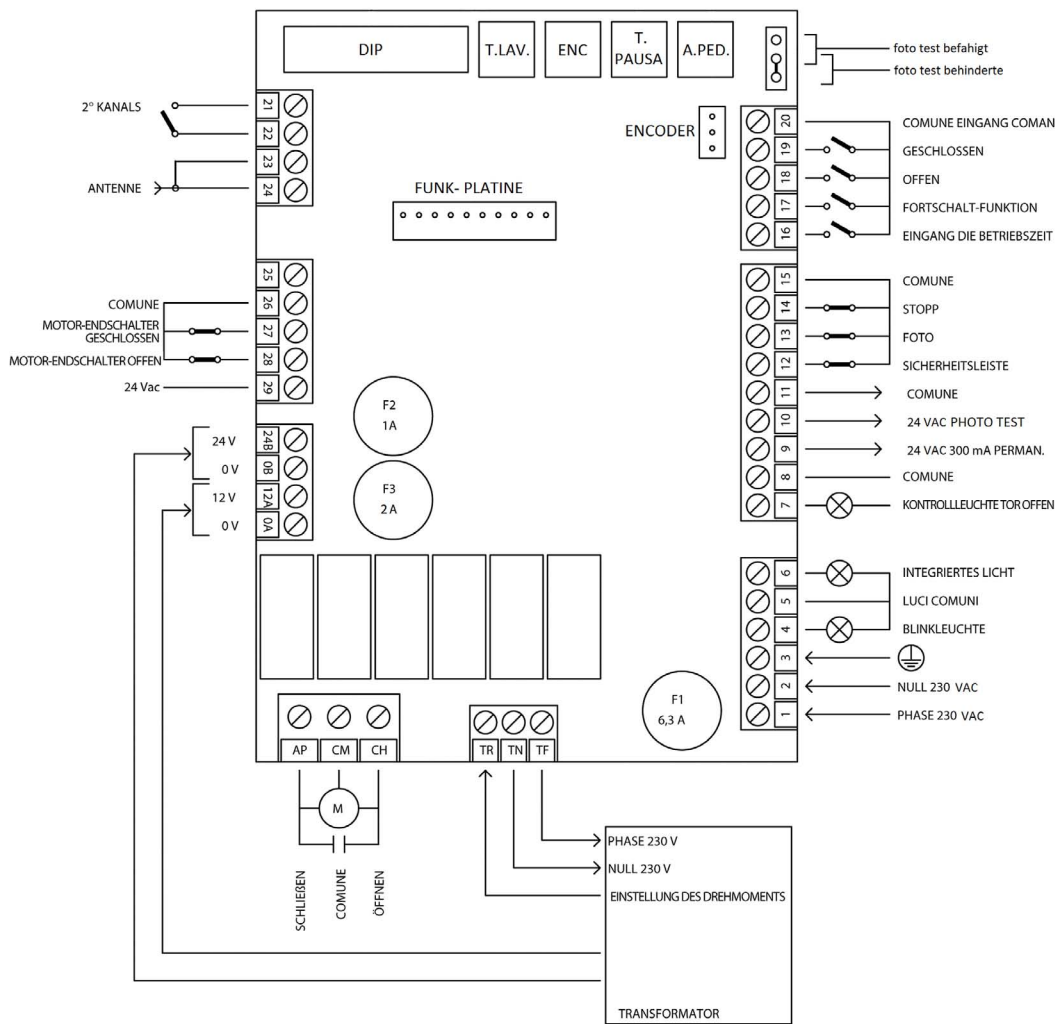 DIP
T.LAV.
ENC
T.
PAUSA
A.PED.
foto test befahigt
foto test behinderte
2° KANALS
21
22
23
24
ANTENNE
ENCODER
FUNK- PLATINE
20
19
18
17
16
COMUNE EINGANG COMAN
GESCHLOSSEN
OFFEN
FORTSCHALT-FUNKTION
EINGANG DIE BETRIEBSZEIT
25
26
27
28
29
COMUNE
MOTOR-ENDSCHALTER
GESCHLOSSEN
MOTOR-ENDSCHALTER OFFEN
24 Vac
15
14
13
12
11
10
9
8
7
COMUNE
STOPP
FOTO
SICHERHEITSLEISTE
COMUNE
24 VAC PHOTO TEST
24 VAC 300 mA PERMAN.
COMUNE
KONTROLLLEUCHTE TOR OFFEN
F2
1A
F3
2 A
24 V
0 V
12 V
0 V
24B
0B
12A
0A
6
5
4
3
2
1
INTEGRIERTES LICHT
LUCI COMUNI
BLINKLEUCHTE
NULL 230 VAC
PHASE 230 VAC
F1
6,3 A
AP
CM
CH
TR
TN
TF
M
SCHLIEßEN
COMUNE
ÖFFNEN
PHASE 230 V
NULL 230 V
EINSTELLUNG DES DREHMOMENTS
TRANSFORMATOR